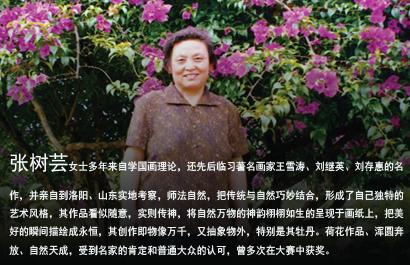 张树芸女士多年来自学国画理论，还先后临习著名画家王雪涛、刘继英、刘存惠的名
作，并亲自到洛阳、山东实地考察，师法自然，把传统与自然巧妙结合，形成了自己独特的
艺术风格，其作品看似随意，实则传神，将自然万物的神韵栩栩如生的呈现于画纸上，把美
好的瞬间描绘成永恒，其创作即物像万千，又抽象物外，特别是其牡丹。荷花作品、浑圆奔
放、自然天成，受到名家的肯定和普通大众的认可，曾多次在大赛中获奖。